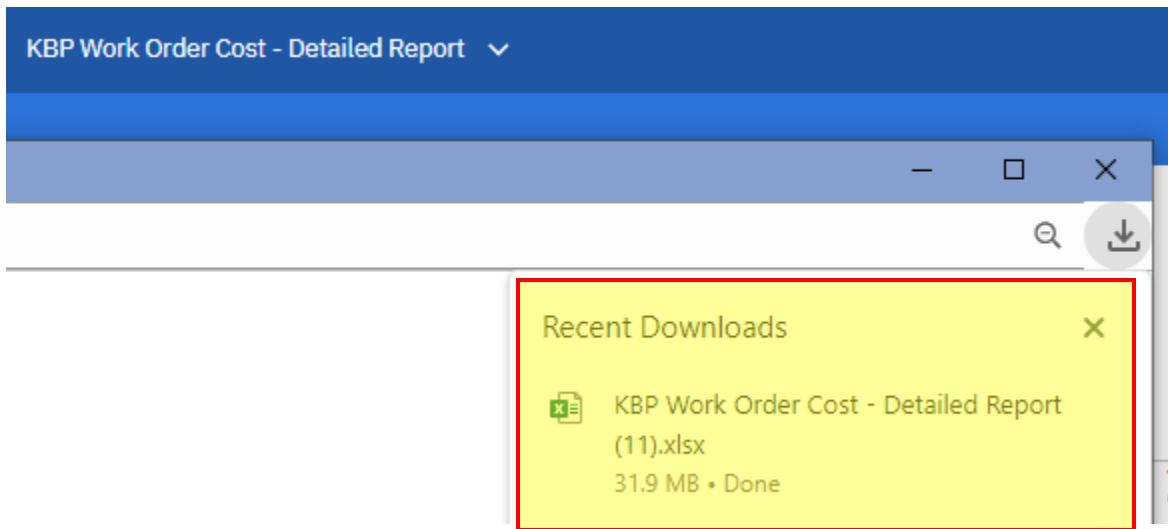 KBP Work Order Cost - Detailed Report
Recent Downloads
KBP Work Order Cost - Detailed Report
(11).xlsx
31.9 MB • Done